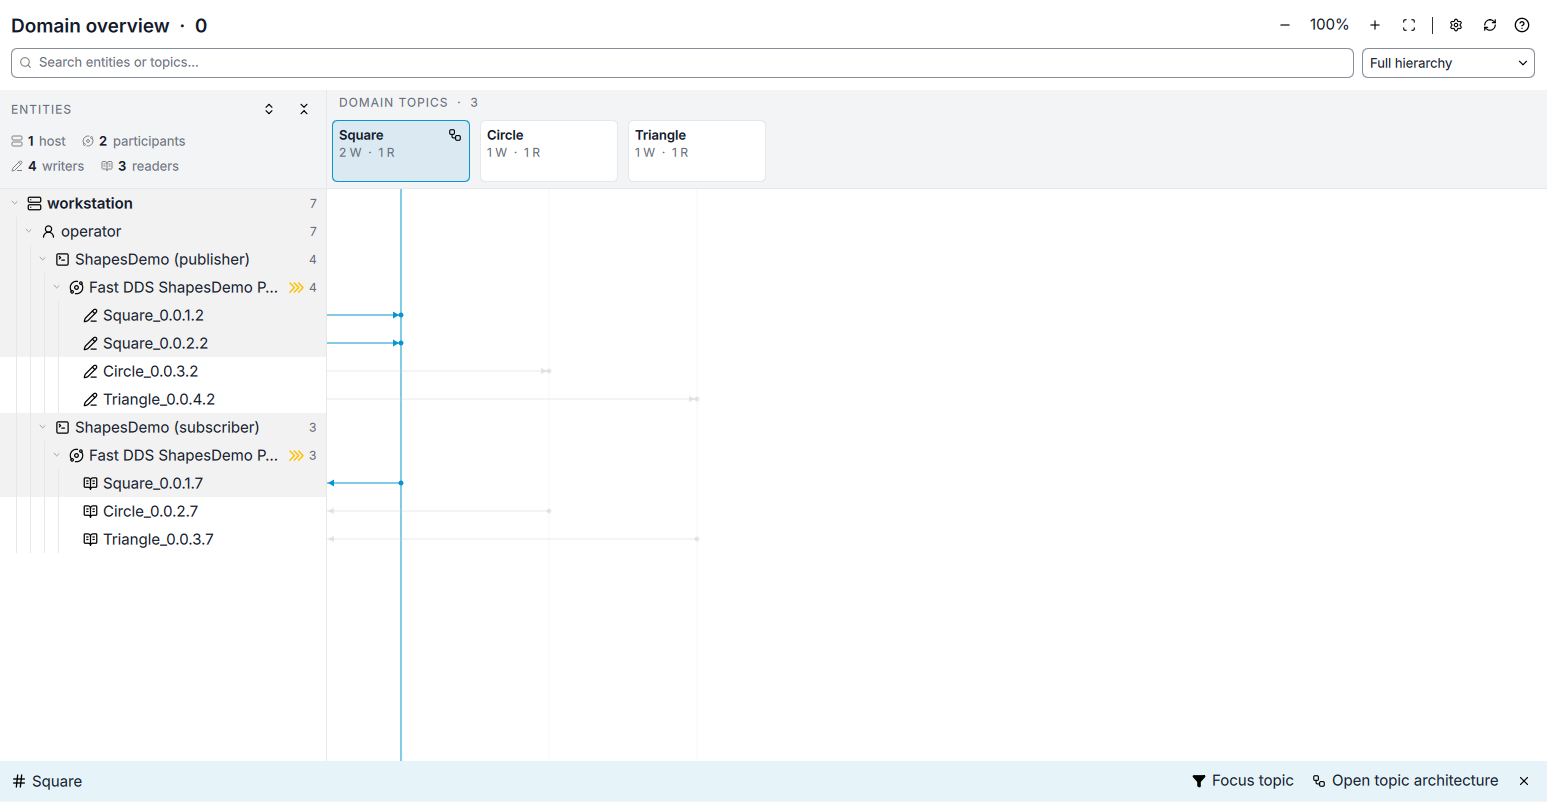 Domain overview · 0
100%
Search entities or topics...
Full hierarchy
ENTITIES
1 host
2 participants
4 writers
3 readers
DOMAIN TOPICS · 3
Square
2 W · 1 R
Circle
1 W · 1 R
Triangle
1 W · 1 R
workstation 7
operator 7
ShapesDemo (publisher) 4
Fast DDS ShapesDemo P... 4
Square_0.0.1.2
Square_0.0.2.2
Circle_0.0.3.2
Triangle_0.0.4.2
ShapesDemo (subscriber) 3
Fast DDS ShapesDemo P... 3
Square_0.0.1.7
Circle_0.0.2.7
Triangle_0.0.3.7
# Square
Focus topic
Open topic architecture